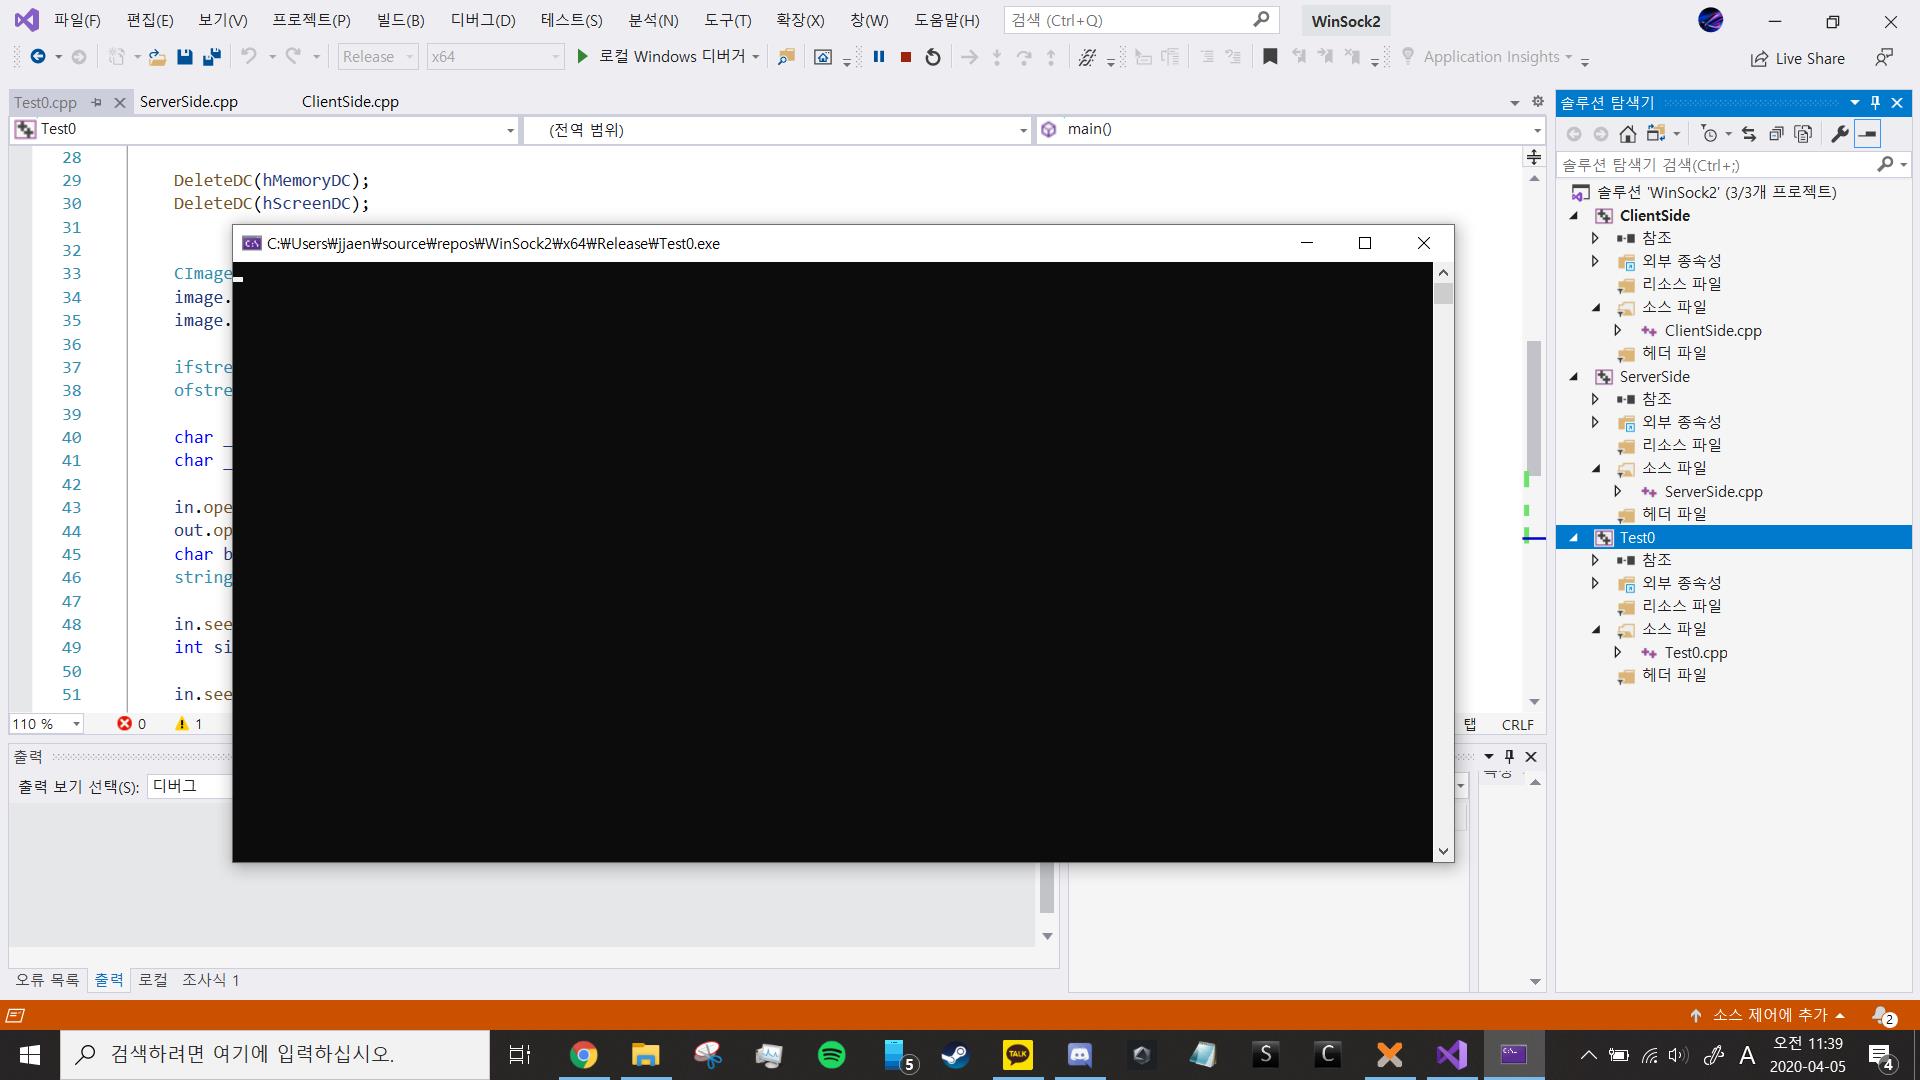 파일(F) 편집(E) 보기(V) 프로젝트(P) 빌드(B) 디버그(D) 테스트(S) 분석(N) 도구(T) 확장(X) 창(W) 도움말(H) 검색 (Ctrl+Q) WinSock2
Release x64 로컬 Windows 디버거 Application Insights Live Share
Test0.cpp ServerSide.cpp ClientSide.cpp
Test0 (전역 범위) main()
28
29 DeleteDC(hMemoryDC);
30 DeleteDC(hScreenDC);
31
32
33 CImage
34 image.
35 image.
36
37 ifstre
38 ofstre
39
40 char _
41 char _
42
43 in.ope
44 out.op
45 char b
46 string
47
48 in.see
49 int si
50
51 in.see
110 % 0 1 탭 CRLF
C:₩Users₩jjaen₩source₩repos₩WinSock2₩x64₩Release₩Test0.exe
출력
출력 보기 선택(S): 디버그
오류 목록 출력 로컬 조사식 1
솔루션 탐색기
솔루션 탐색기 검색(Ctrl+;)
솔루션 'WinSock2' (3/3개 프로젝트)
ClientSide
참조
외부 종속성
리소스 파일
소스 파일
ClientSide.cpp
헤더 파일
ServerSide
참조
외부 종속성
리소스 파일
소스 파일
ServerSide.cpp
헤더 파일
Test0
참조
외부 종속성
리소스 파일
소스 파일
Test0.cpp
헤더 파일
소스 제어에 추가 2
검색하려면 여기에 입력하십시오. 5 TALK S C A 오전 11:39
2020-04-05 4